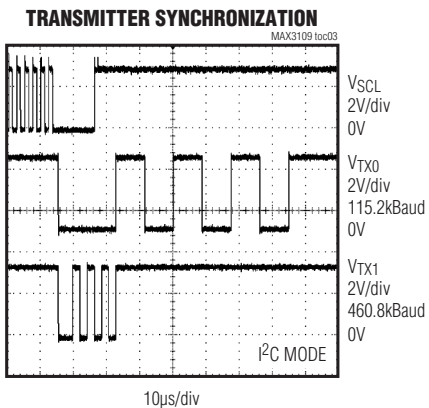 TRANSMITTER SYNCHRONIZATION
MAX3109 toc03
VSCL
2V/div
0V
VTX0
2V/div
115.2kBaud
0V
VTX1
2V/div
460.8kBaud
0V
I²C MODE
10µs/div